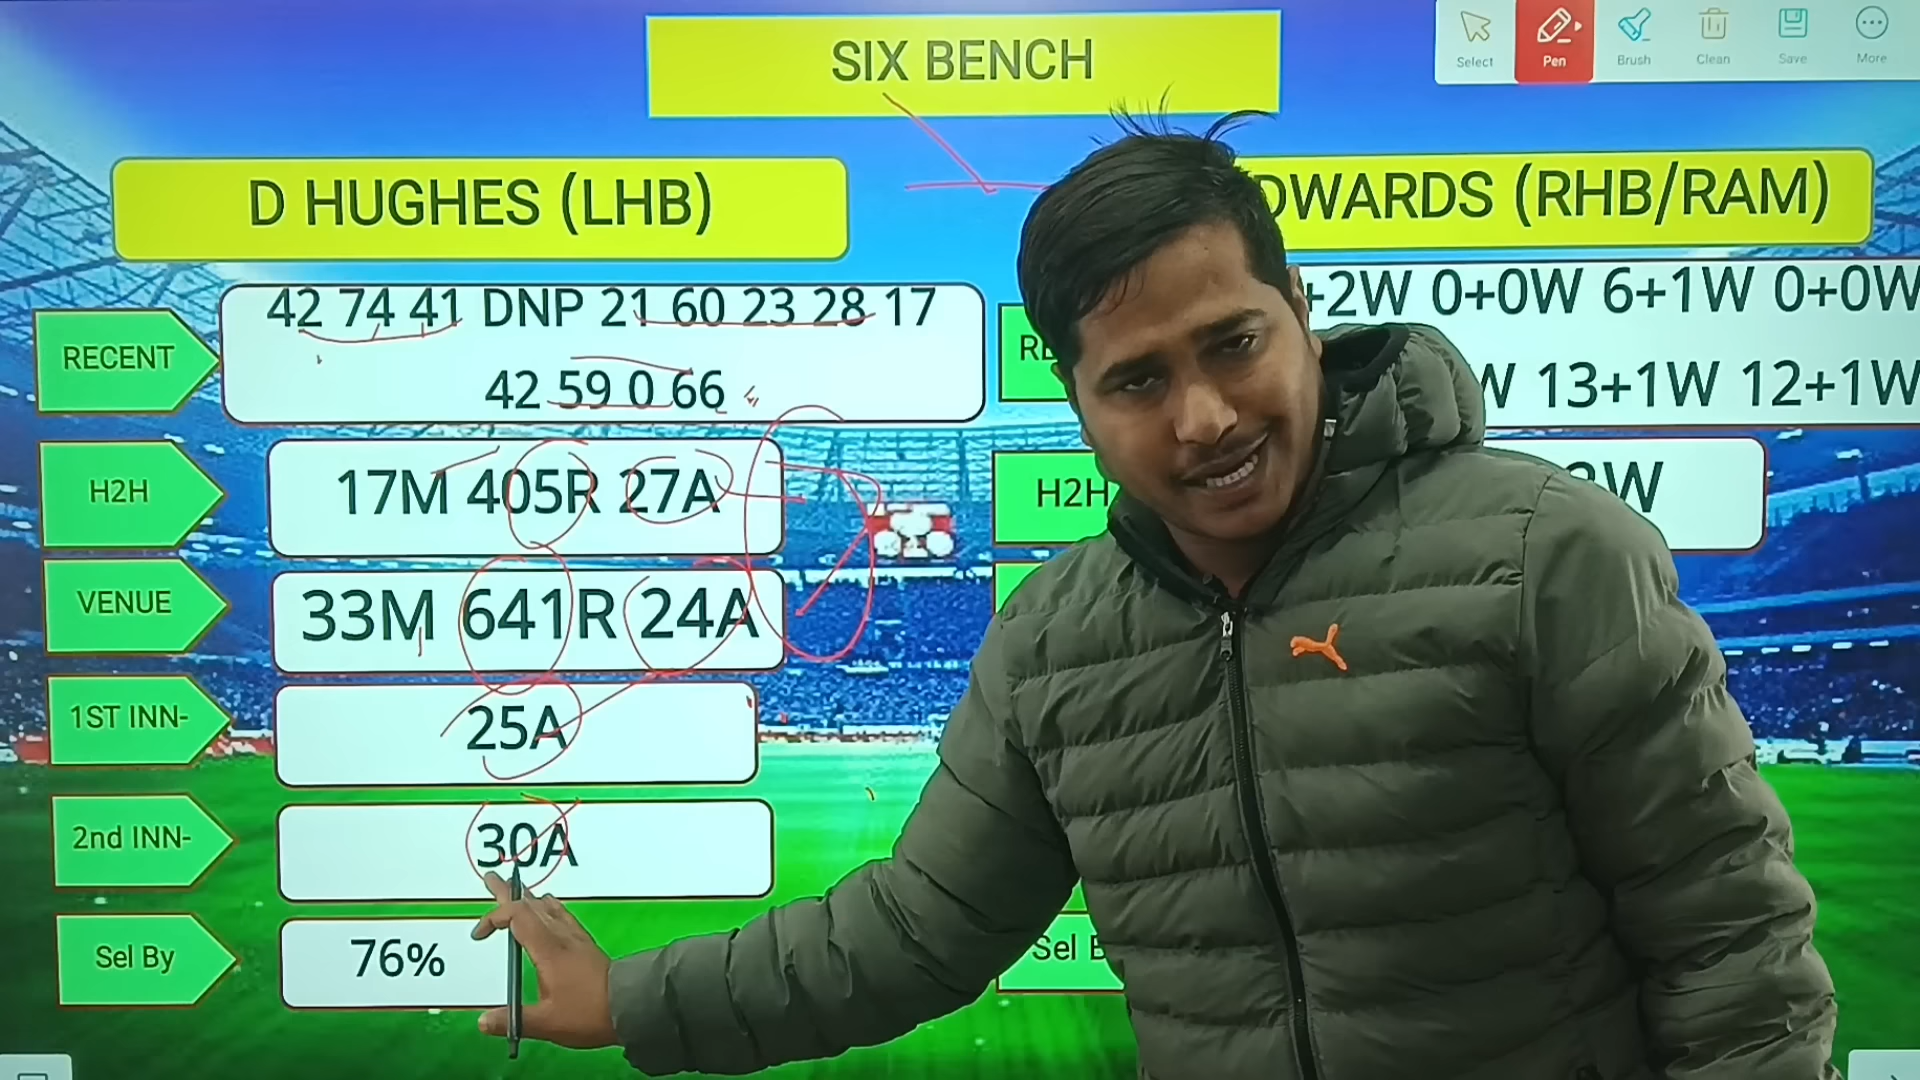 SIX BENCH
Select Pen Brush Clean Save More
D HUGHES (LHB)
DWARDS (RHB/RAM)
RECENT
42 74 41 DNP 21 60 23 28 17
42 59 0 66
+2W 0+0W 6+1W 0+0W
W 13+1W 12+1W
H2H
17M 405R 27A
H2H
W
VENUE
33M 641R 24A
1ST INN-
25A
2nd INN-
30A
Sel By
76%
Sel